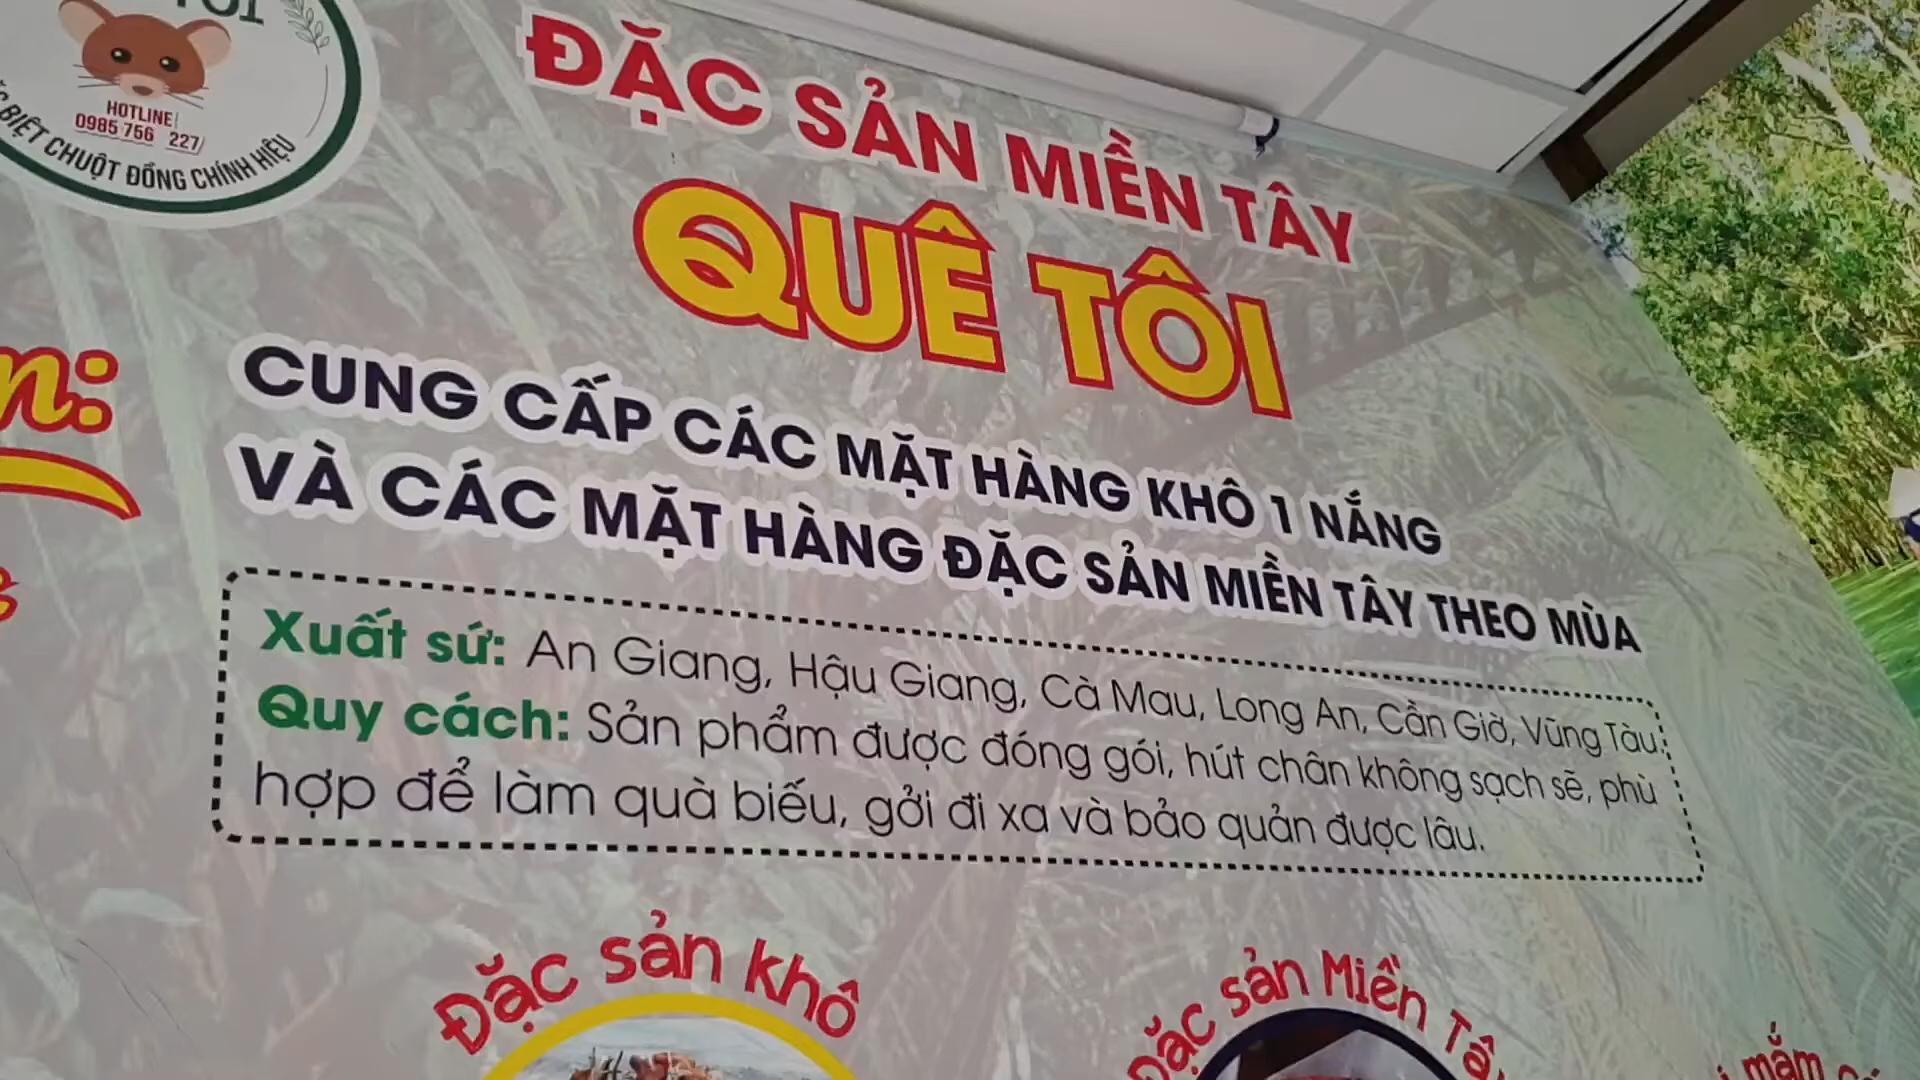 HOTLINE
0985 756 227
BIỆT CHUỘT ĐỒNG CHÍNH HIỆU
ĐẶC SẢN MIỀN TÂY
QUÊ TÔI
CUNG CẤP CÁC MẶT HÀNG KHÔ 1 NẮNG
VÀ CÁC MẶT HÀNG ĐẶC SẢN MIỀN TÂY THEO MÙA
Xuất sứ: An Giang, Hậu Giang, Cà Mau, Long An, Cần Giờ, Vũng Tàu.
Quy cách: Sản phẩm được đóng gói, hút chân không sạch sẽ, phù
hợp để làm quà biếu, gởi đi xa và bảo quản được lâu.
Đặc sản khô
Đặc sản Miền Tâ
mắm